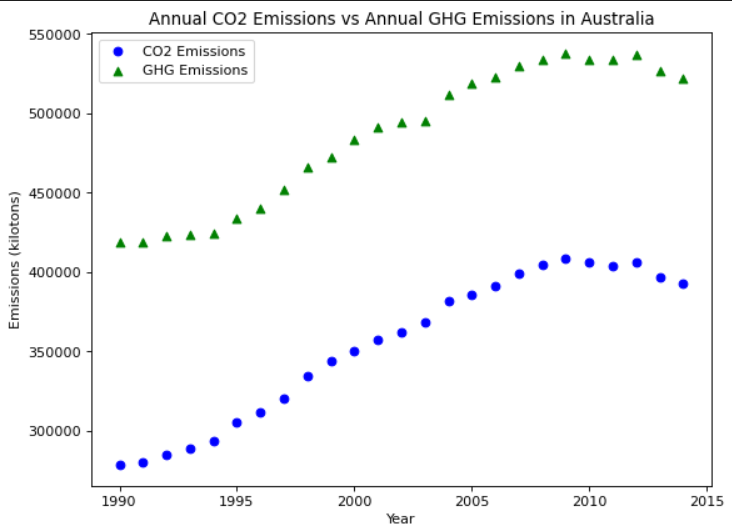 Annual CO2 Emissions vs Annual GHG Emissions in Australia
550000
CO2 Emissions
GHG Emissions
500000
450000
400000
350000
300000
Emissions (kilotons)
1990 1995 2000 2005 2010 2015
Year